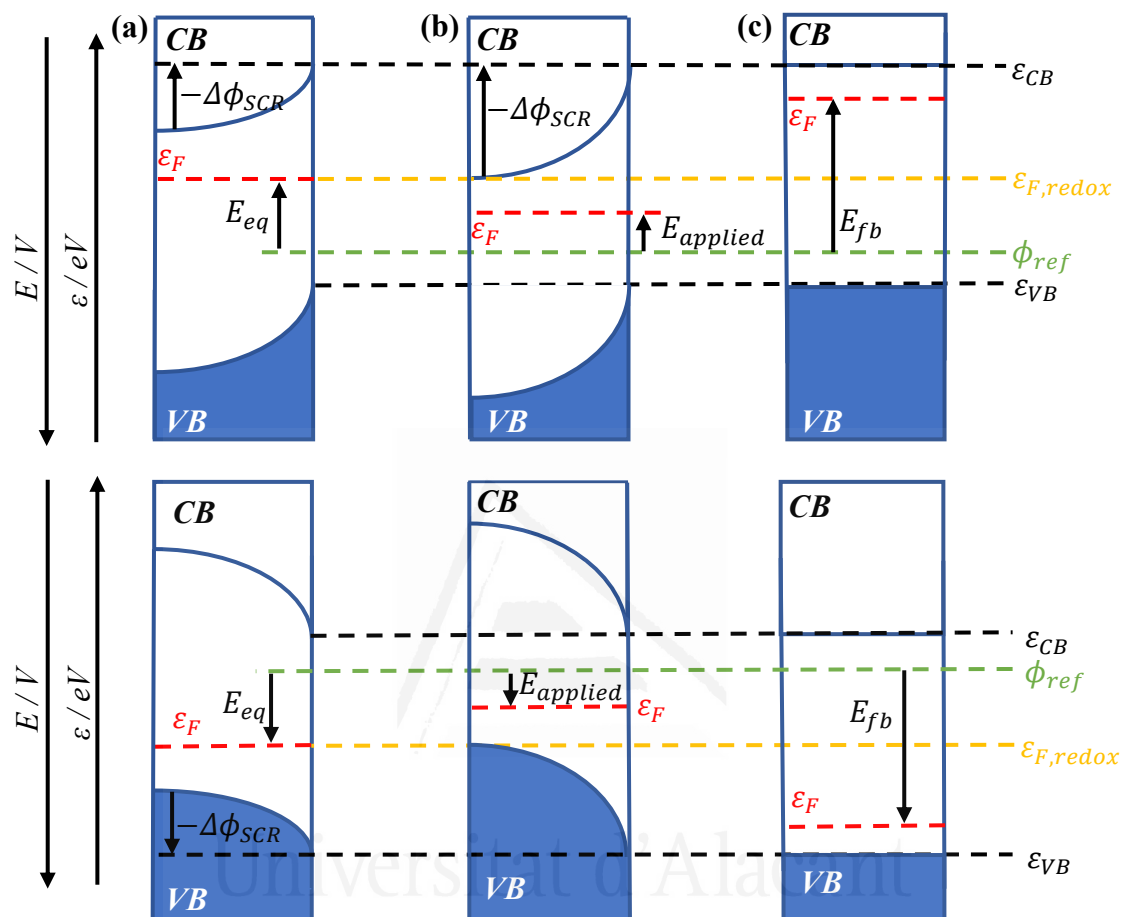 (a)
(b)
(c)
CB
CB
CB
ε_CB
−Δϕ_SCR
−Δϕ_SCR
ε_F
ε_F
ε_F,redox
E_eq
ε_F
E_applied
E_fb
ϕ_ref
ε_VB
E / V
ε / eV
VB
VB
VB
CB
CB
CB
ε_CB
ϕ_ref
E_eq
E_applied
ε_F
ε_F
E_fb
ε_F,redox
ε_F
−Δϕ_SCR
ε_VB
E / V
ε / eV
VB
VB
VB
Universitat d'Alacant